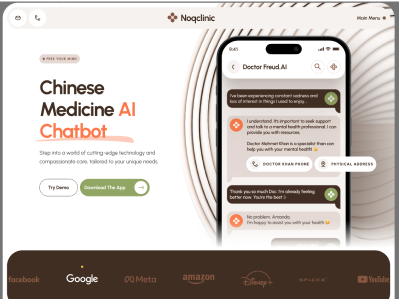 Noqclinic
Main Menu
FREE YOUR MIND
Chinese
Medicine AI
Chatbot
Step into a world of cutting-edge technology and
compassionate care, tailored to your unique needs.
Try Demo
Download The App
9:41
Doctor Freud.AI
I've been experiencing constant sadness and
loss of interest in things I used to enjoy...
I understand. It's important to seek support
and talk to a mental health professional. I can
provide you with resources.
Doctor Mehmet Khan is a specialist than can
help you with your mental health!
DOCTOR KHAN PHONE
PHYSICAL ADDRESS
Thank you so much Doc. I'm already feeling
better now. You're the best :)
No problem, Amanda.
I'm happy to assist you with your health
facebook
Google
Meta
amazon
Disney+
YouTube